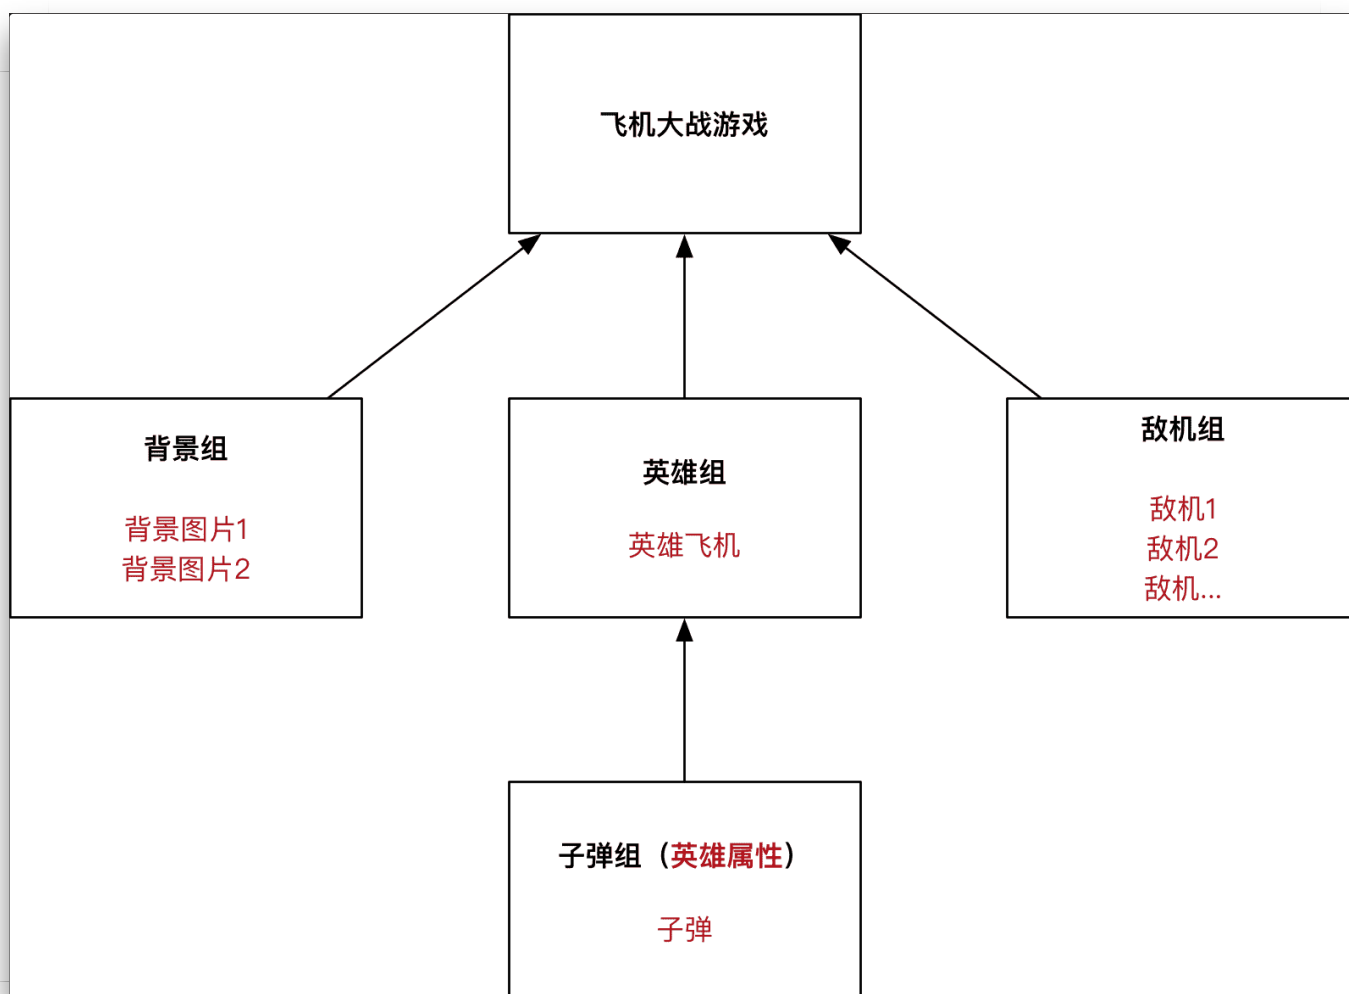 飞机大战游戏
背景组
背景图片1
背景图片2
英雄组
英雄飞机
敌机组
敌机1
敌机2
敌机...
子弹组（英雄属性）
子弹